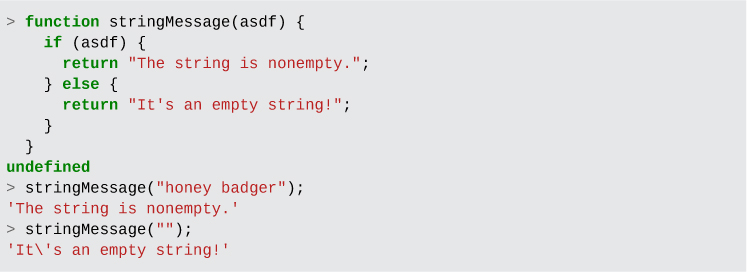 > function stringMessage(asdf) {
    if (asdf) {
      return "The string is nonempty.";
    } else {
      return "It's an empty string!";
    }
  }
undefined
> stringMessage("honey badger");
'The string is nonempty.'
> stringMessage("");
'It\'s an empty string!'